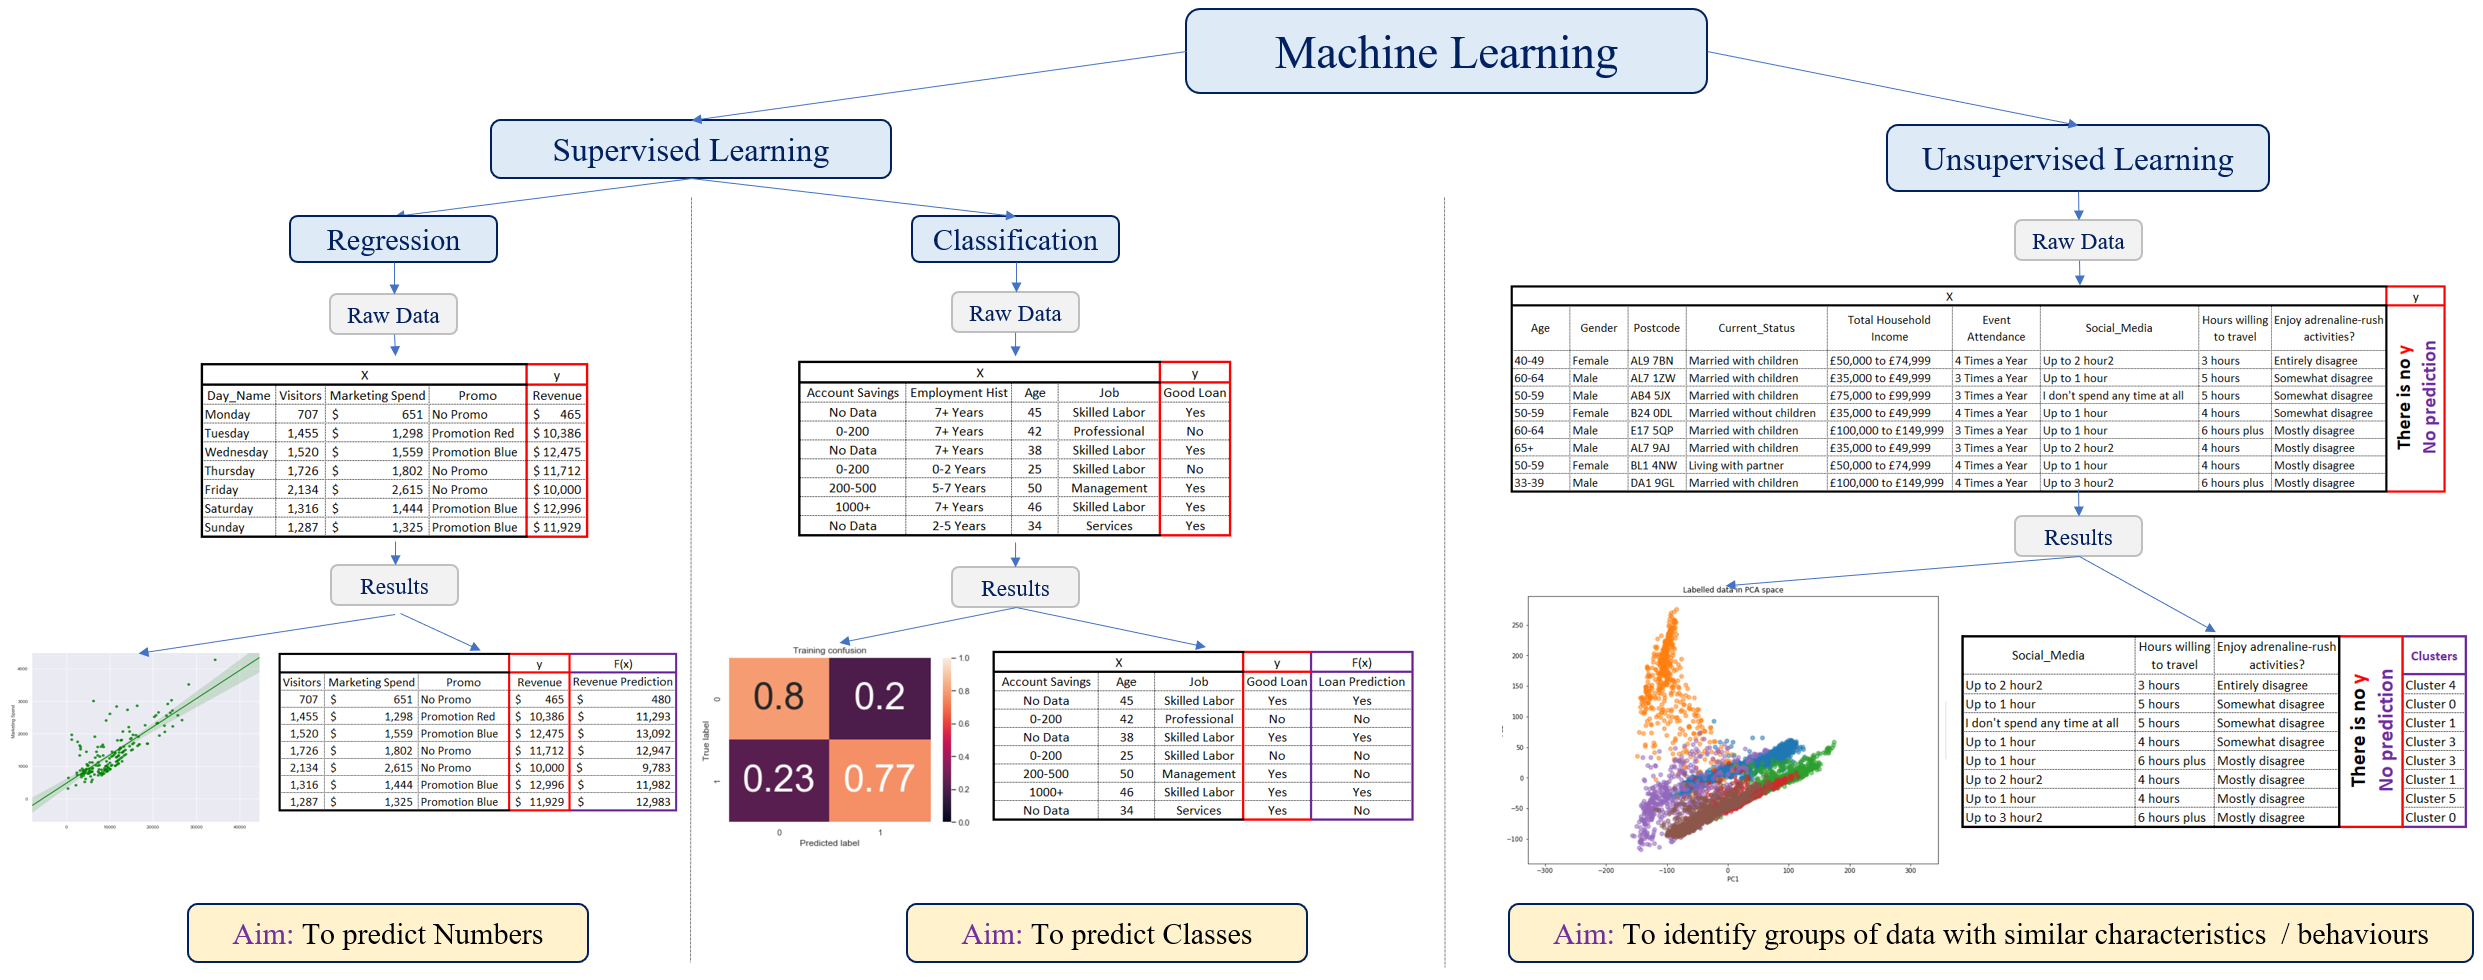 Machine Learning
Supervised Learning
Unsupervised Learning
Regression
Classification
Raw Data
Raw Data
Raw Data
X y
Day_Name Visitors Marketing Spend Promo Revenue
Monday 707 $ 651 No Promo $ 465
Tuesday 1,455 $ 1,298 Promotion Red $ 10,386
Wednesday 1,520 $ 1,559 Promotion Blue $ 12,475
Thursday 1,726 $ 1,802 No Promo $ 11,712
Friday 2,134 $ 2,615 No Promo $ 10,000
Saturday 1,316 $ 1,444 Promotion Blue $ 12,996
Sunday 1,287 $ 1,325 Promotion Blue $ 11,929
Results
y F(x)
Visitors Marketing Spend Promo Revenue Revenue Prediction
707 $ 651 No Promo $ 465 $ 480
1,455 $ 1,298 Promotion Red $ 10,386 $ 11,293
1,520 $ 1,559 Promotion Blue $ 12,475 $ 13,092
1,726 $ 1,802 No Promo $ 11,712 $ 12,947
2,134 $ 2,615 No Promo $ 10,000 $ 9,783
1,316 $ 1,444 Promotion Blue $ 12,996 $ 11,982
1,287 $ 1,325 Promotion Blue $ 11,929 $ 12,983
Marketing Spend
4000
3000
2000
1000
0
0 10000 20000 30000 40000
Aim: To predict Numbers
X y
Account Savings Employment Hist Age Job Good Loan
No Data 7+ Years 45 Skilled Labor Yes
0-200 7+ Years 42 Professional No
No Data 7+ Years 38 Skilled Labor Yes
0-200 0-2 Years 25 Skilled Labor No
200-500 5-7 Years 50 Management Yes
1000+ 7+ Years 46 Skilled Labor Yes
No Data 2-5 Years 34 Services Yes
Results
Training confusion
0.8 0.2
0.23 0.77
True label
0
1
0 1
Predicted label
1.0
0.8
0.6
0.4
0.2
0.0
X y F(x)
Account Savings Age Job Good Loan Loan Prediction
No Data 45 Skilled Labor Yes Yes
0-200 42 Professional No No
No Data 38 Skilled Labor Yes Yes
0-200 25 Skilled Labor No No
200-500 50 Management Yes No
1000+ 46 Skilled Labor Yes Yes
No Data 34 Services Yes No
Aim: To predict Classes
X y
Age Gender Postcode Current_Status Total Household Income Event Attendance Social_Media Hours willing to travel Enjoy adrenaline-rush activities?
40-49 Female AL9 7BN Married with children £50,000 to £74,999 4 Times a Year Up to 2 hour2 3 hours Entirely disagree
60-64 Male AL7 1ZW Married with children £35,000 to £49,999 3 Times a Year Up to 1 hour 5 hours Somewhat disagree
50-59 Male AB4 5JX Married with children £75,000 to £99,999 3 Times a Year I don't spend any time at all 5 hours Somewhat disagree
50-59 Female B24 0DL Married without children £35,000 to £49,999 4 Times a Year Up to 1 hour 4 hours Somewhat disagree
60-64 Male E17 5QP Married with children £100,000 to £149,999 3 Times a Year Up to 1 hour 6 hours plus Mostly disagree
65+ Male AL7 9AJ Married with children £35,000 to £49,999 3 Times a Year Up to 2 hour2 4 hours Mostly disagree
50-59 Female BL1 4NW Living with partner £50,000 to £74,999 4 Times a Year Up to 1 hour 4 hours Mostly disagree
33-39 Male DA1 9GL Married with children £100,000 to £149,999 4 Times a Year Up to 3 hour2 6 hours plus Mostly disagree
There is no y
No prediction
Results
Labelled data in PCA space
250
200
150
100
50
0
−50
−100
−300 −200 −100 0 100 200 300
PC1
Social_Media Hours willing to travel Enjoy adrenaline-rush activities? Clusters
Up to 2 hour2 3 hours Entirely disagree Cluster 4
Up to 1 hour 5 hours Somewhat disagree Cluster 0
I don't spend any time at all 5 hours Somewhat disagree Cluster 1
Up to 1 hour 4 hours Somewhat disagree Cluster 3
Up to 1 hour 6 hours plus Mostly disagree Cluster 3
Up to 2 hour2 4 hours Mostly disagree Cluster 1
Up to 1 hour 4 hours Mostly disagree Cluster 5
Up to 3 hour2 6 hours plus Mostly disagree Cluster 0
There is no y
No prediction
Aim: To identify groups of data with similar characteristics / behaviours